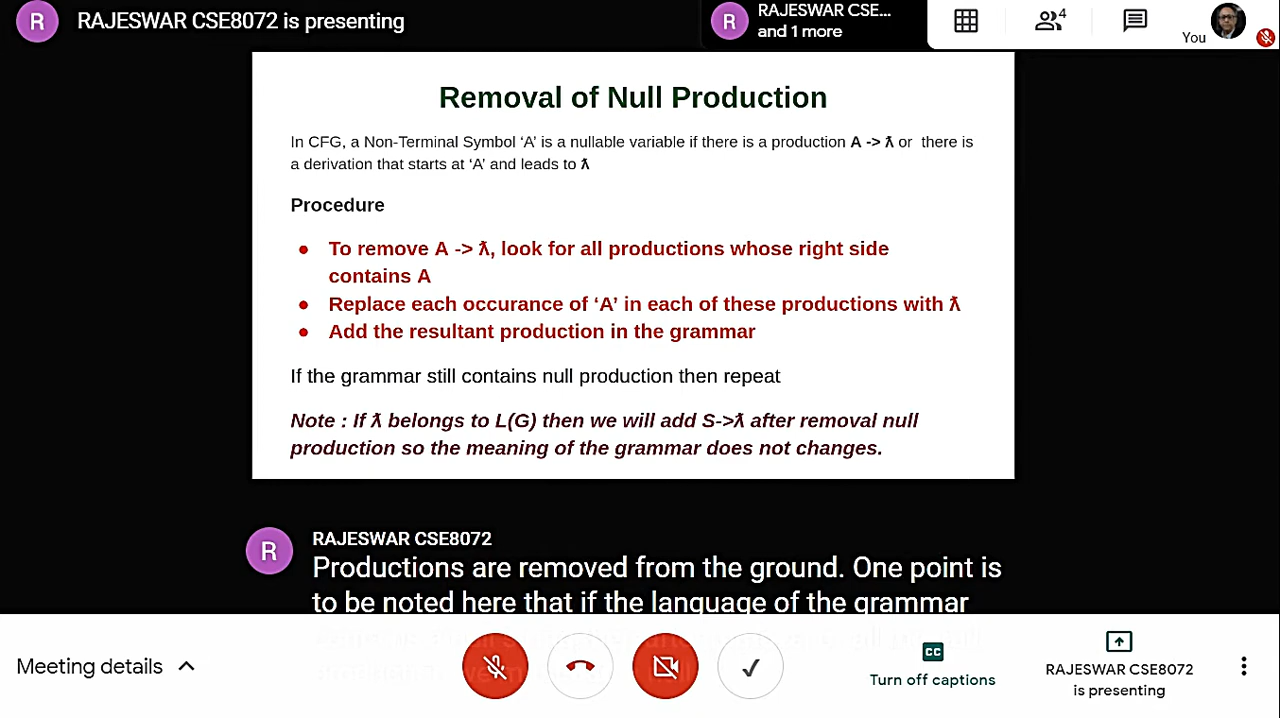 R
RAJESWAR CSE8072 is presenting
R
RAJESWAR CSE...
and 1 more
4
You
Removal of Null Production
In CFG, a Non-Terminal Symbol ‘A’ is a nullable variable if there is a production A -> ƛ or there is
a derivation that starts at ‘A’ and leads to ƛ
Procedure
● To remove A -> ƛ, look for all productions whose right side
contains A
● Replace each occurance of ‘A’ in each of these productions with ƛ
● Add the resultant production in the grammar
If the grammar still contains null production then repeat
Note : If ƛ belongs to L(G) then we will add S->ƛ after removal null
production so the meaning of the grammar does not changes.
R
RAJESWAR CSE8072
Productions are removed from the ground. One point is
to be noted here that if the language of the grammar
Meeting details
CC
Turn off captions
RAJESWAR CSE8072
is presenting